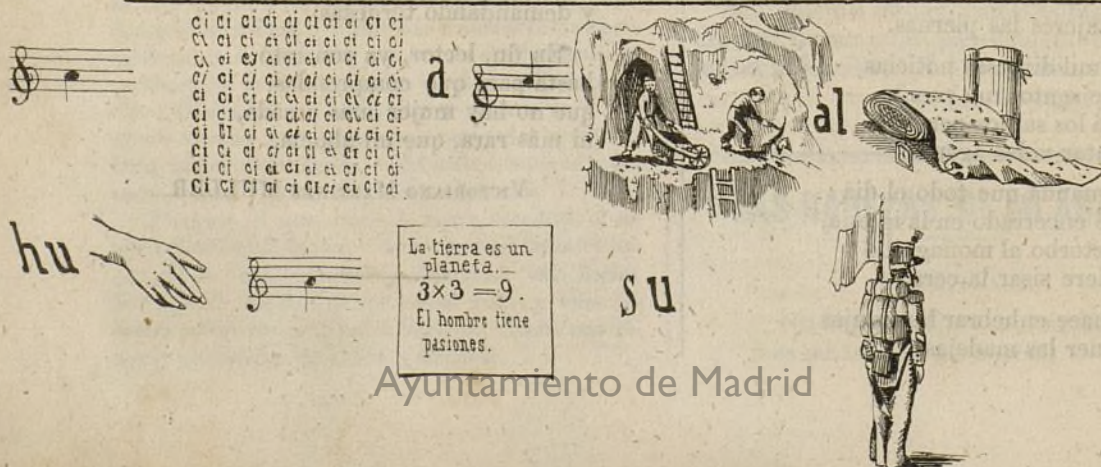 ci ci ci ci ci ci ci ci ci ci
ci ci ci ci ci ci ci ci ci ci
ci ci ci ci ci ci ci ci ci ci
ci ci ci ci ci ci ci ci ci ci
ci ci ci ci ci ci ci ci ci ci
ci ci ci ci ci ci ci ci ci ci
ci ci ci ci ci ci ci ci ci ci
ci ci ci ci ci ci ci ci ci ci
ci ci ci ci ci ci ci ci ci ci
ci ci ci ci ci ci ci ci ci ci
a
al
hu
La tierra es un
planeta.—
3×3=9
El hombre tiene
pasiones.
su
Ayuntamiento de Madrid